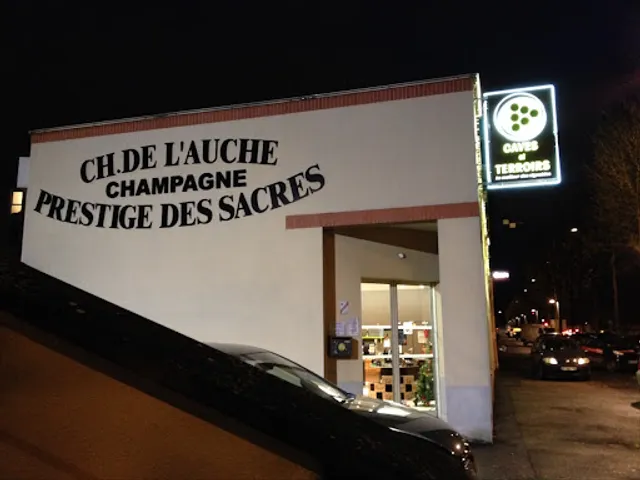 CH.DE L'AUCHE
CHAMPAGNE
PRESTIGE DES SACRES
CAVES
et
TERROIRS